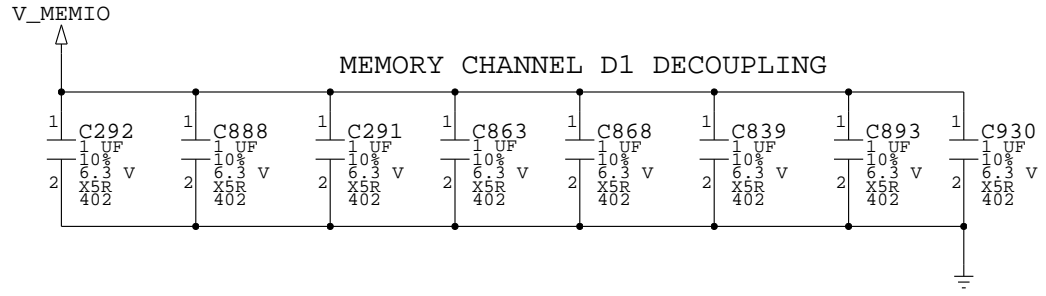 V_MEMIO
MEMORY CHANNEL D1 DECOUPLING
1
C292
1 UF
10%
6.3 V
X5R
402
2
1
C888
1 UF
10%
6.3 V
X5R
402
2
1
C291
1 UF
10%
6.3 V
X5R
402
2
1
C863
1 UF
10%
6.3 V
X5R
402
2
1
C868
1 UF
10%
6.3 V
X5R
402
2
1
C839
1 UF
10%
6.3 V
X5R
402
2
1
C893
1 UF
10%
6.3 V
X5R
402
2
1
C930
1 UF
10%
6.3 V
X5R
402
2